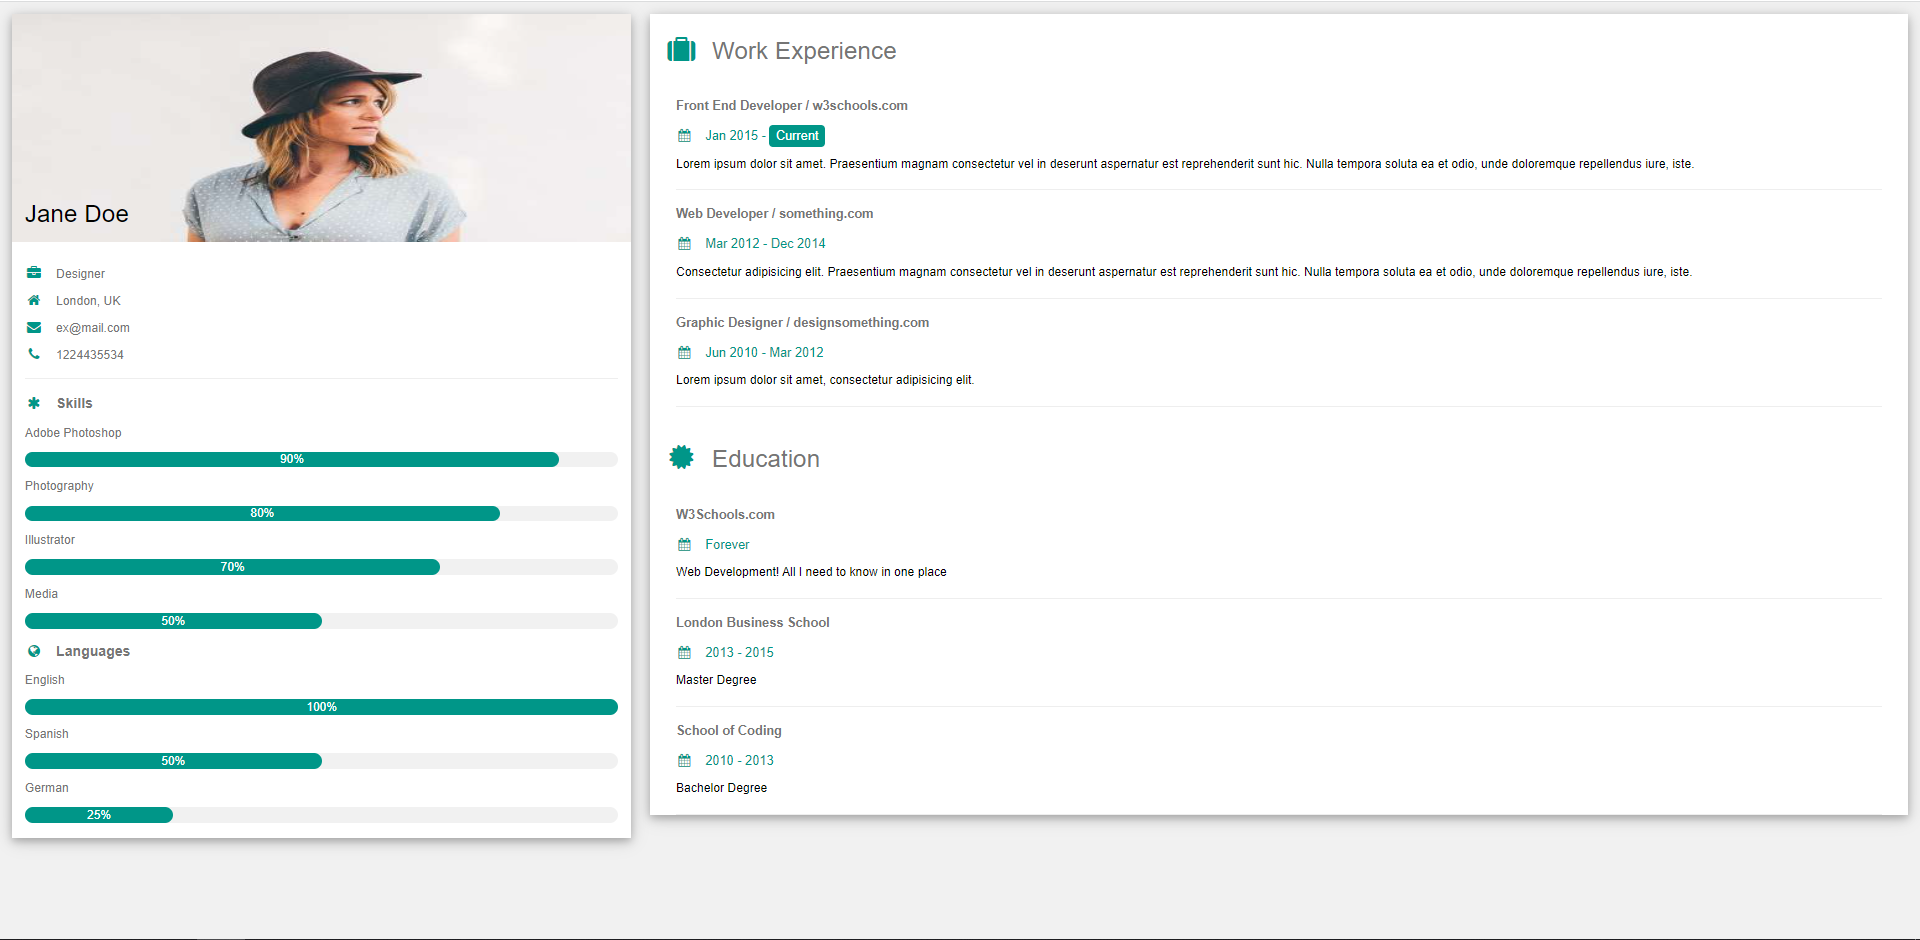 Jane Doe
Designer
London, UK
ex@mail.com
1224435534
Skills
Adobe Photoshop
90%
Photography
80%
Illustrator
70%
Media
50%
Languages
English
100%
Spanish
50%
German
25%
Work Experience
Front End Developer / w3schools.com
Jan 2015 - Current
Lorem ipsum dolor sit amet. Praesentium magnam consectetur vel in deserunt aspernatur est reprehenderit sunt hic. Nulla tempora soluta ea et odio, unde doloremque repellendus iure, iste.
Web Developer / something.com
Mar 2012 - Dec 2014
Consectetur adipisicing elit. Praesentium magnam consectetur vel in deserunt aspernatur est reprehenderit sunt hic. Nulla tempora soluta ea et odio, unde doloremque repellendus iure, iste.
Graphic Designer / designsomething.com
Jun 2010 - Mar 2012
Lorem ipsum dolor sit amet, consectetur adipisicing elit.
Education
W3Schools.com
Forever
Web Development! All I need to know in one place
London Business School
2013 - 2015
Master Degree
School of Coding
2010 - 2013
Bachelor Degree